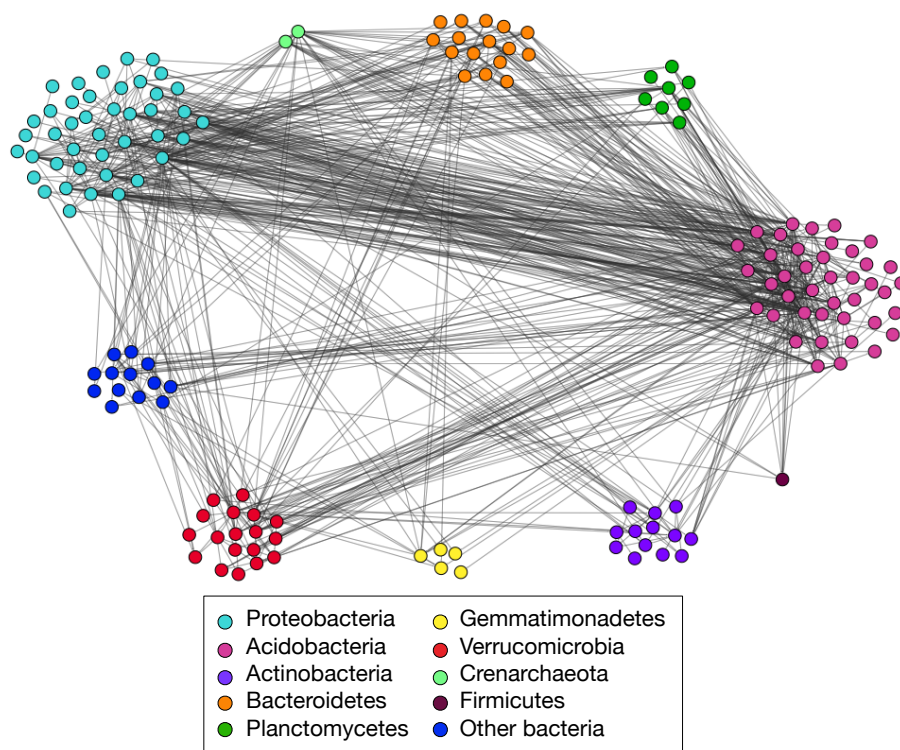 Proteobacteria
Acidobacteria
Actinobacteria
Bacteroidetes
Planctomycetes
Gemmatimonadetes
Verrucomicrobia
Crenarchaeota
Firmicutes
Other bacteria